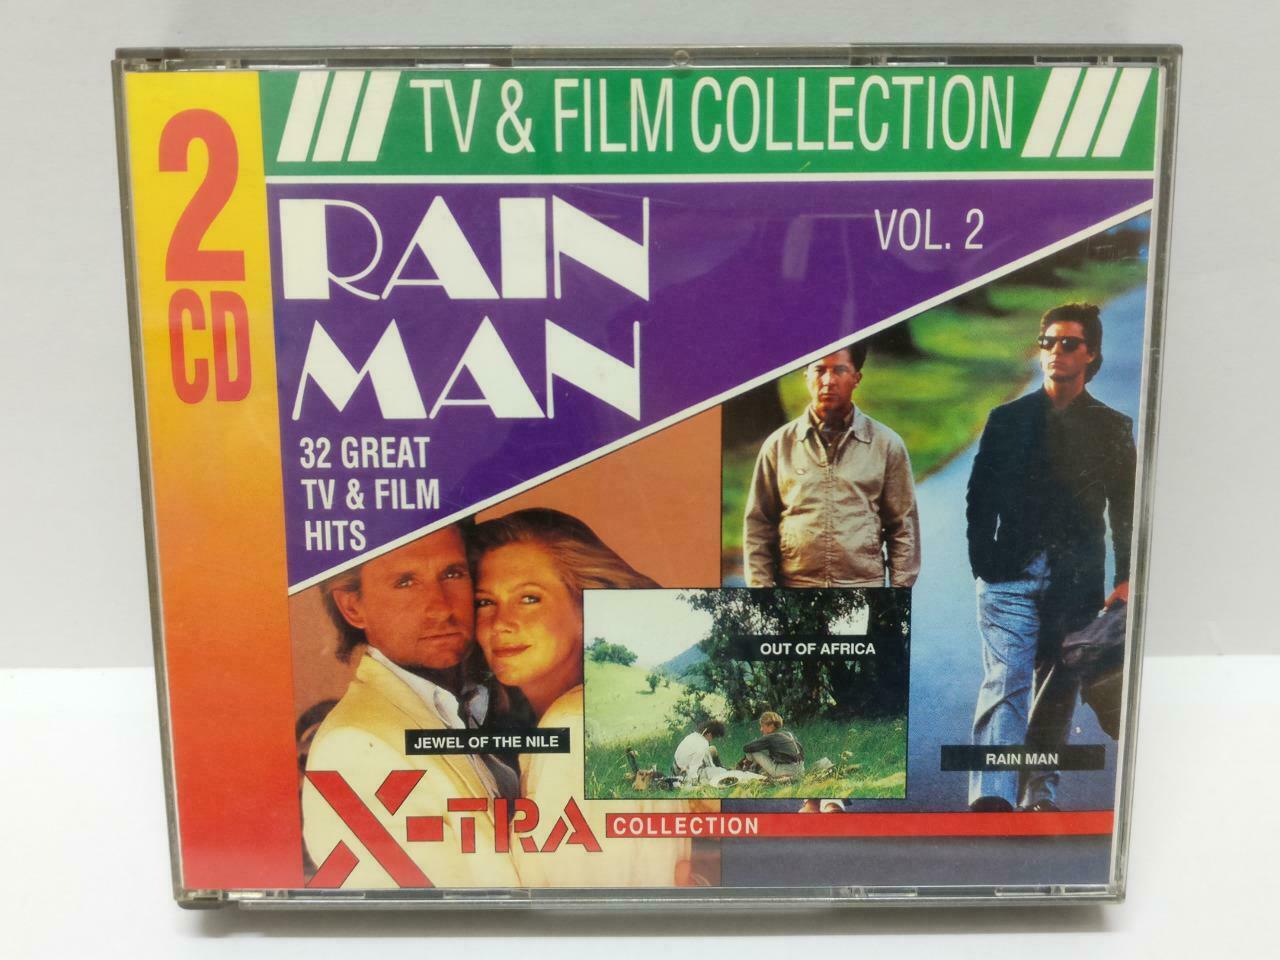 2
CD
TV & FILM COLLECTION
RAIN
MAN
VOL. 2
32 GREAT
TV & FILM
HITS
OUT OF AFRICA
JEWEL OF THE NILE
RAIN MAN
X-TRA
COLLECTION